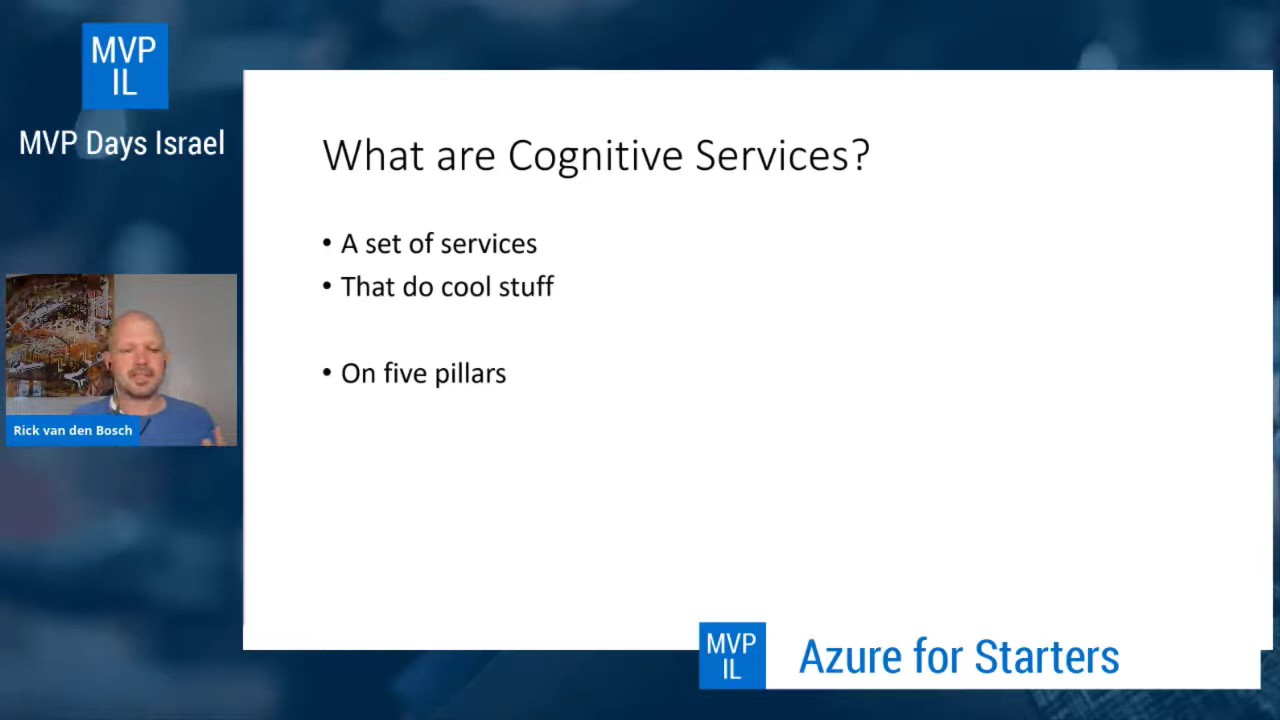 MVP
IL
MVP Days Israel
What are Cognitive Services?
• A set of services
• That do cool stuff
• On five pillars
Rick van den Bosch
MVP
IL
Azure for Starters